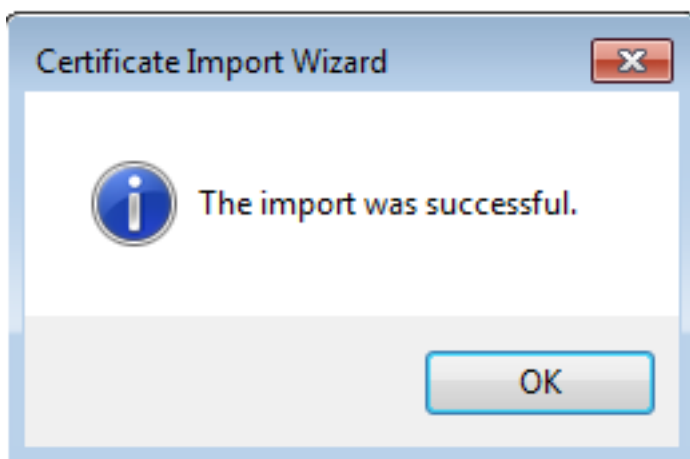 Certificate Import Wizard
The import was successful.
OK